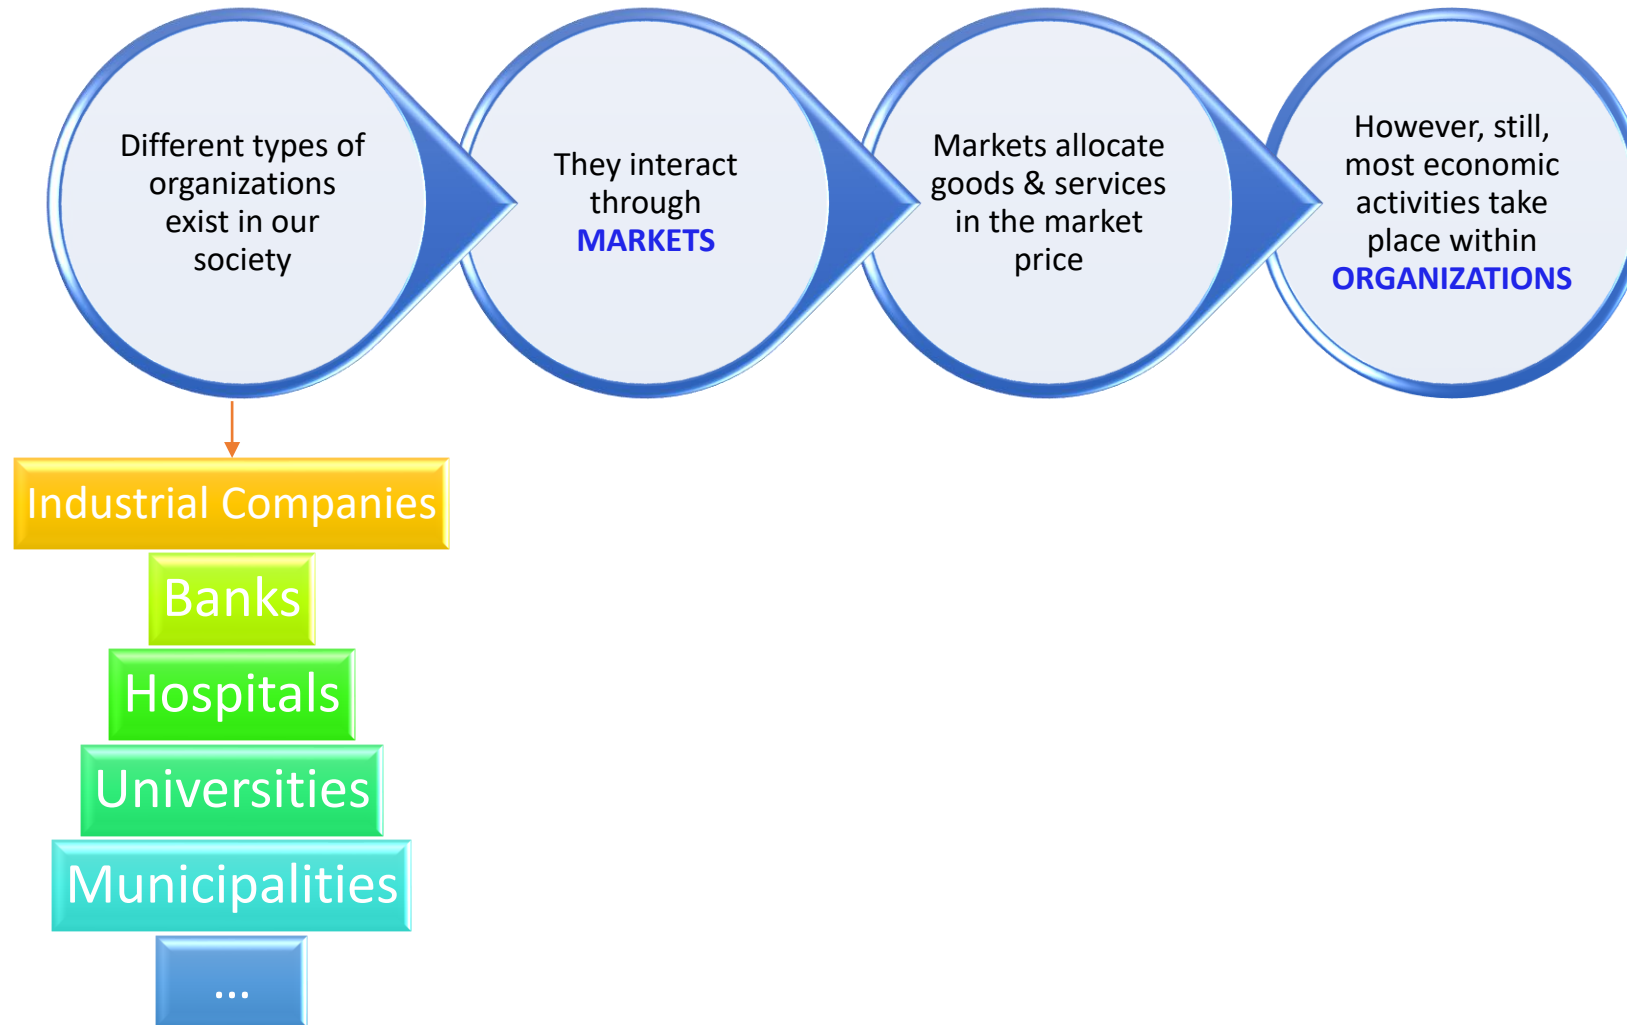 Different types of
organizations
exist in our
society
They interact
through
MARKETS
Markets allocate
goods & services
in the market
price
However, still,
most economic
activities take
place within
ORGANIZATIONS
Industrial Companies
Banks
Hospitals
Universities
Municipalities
...